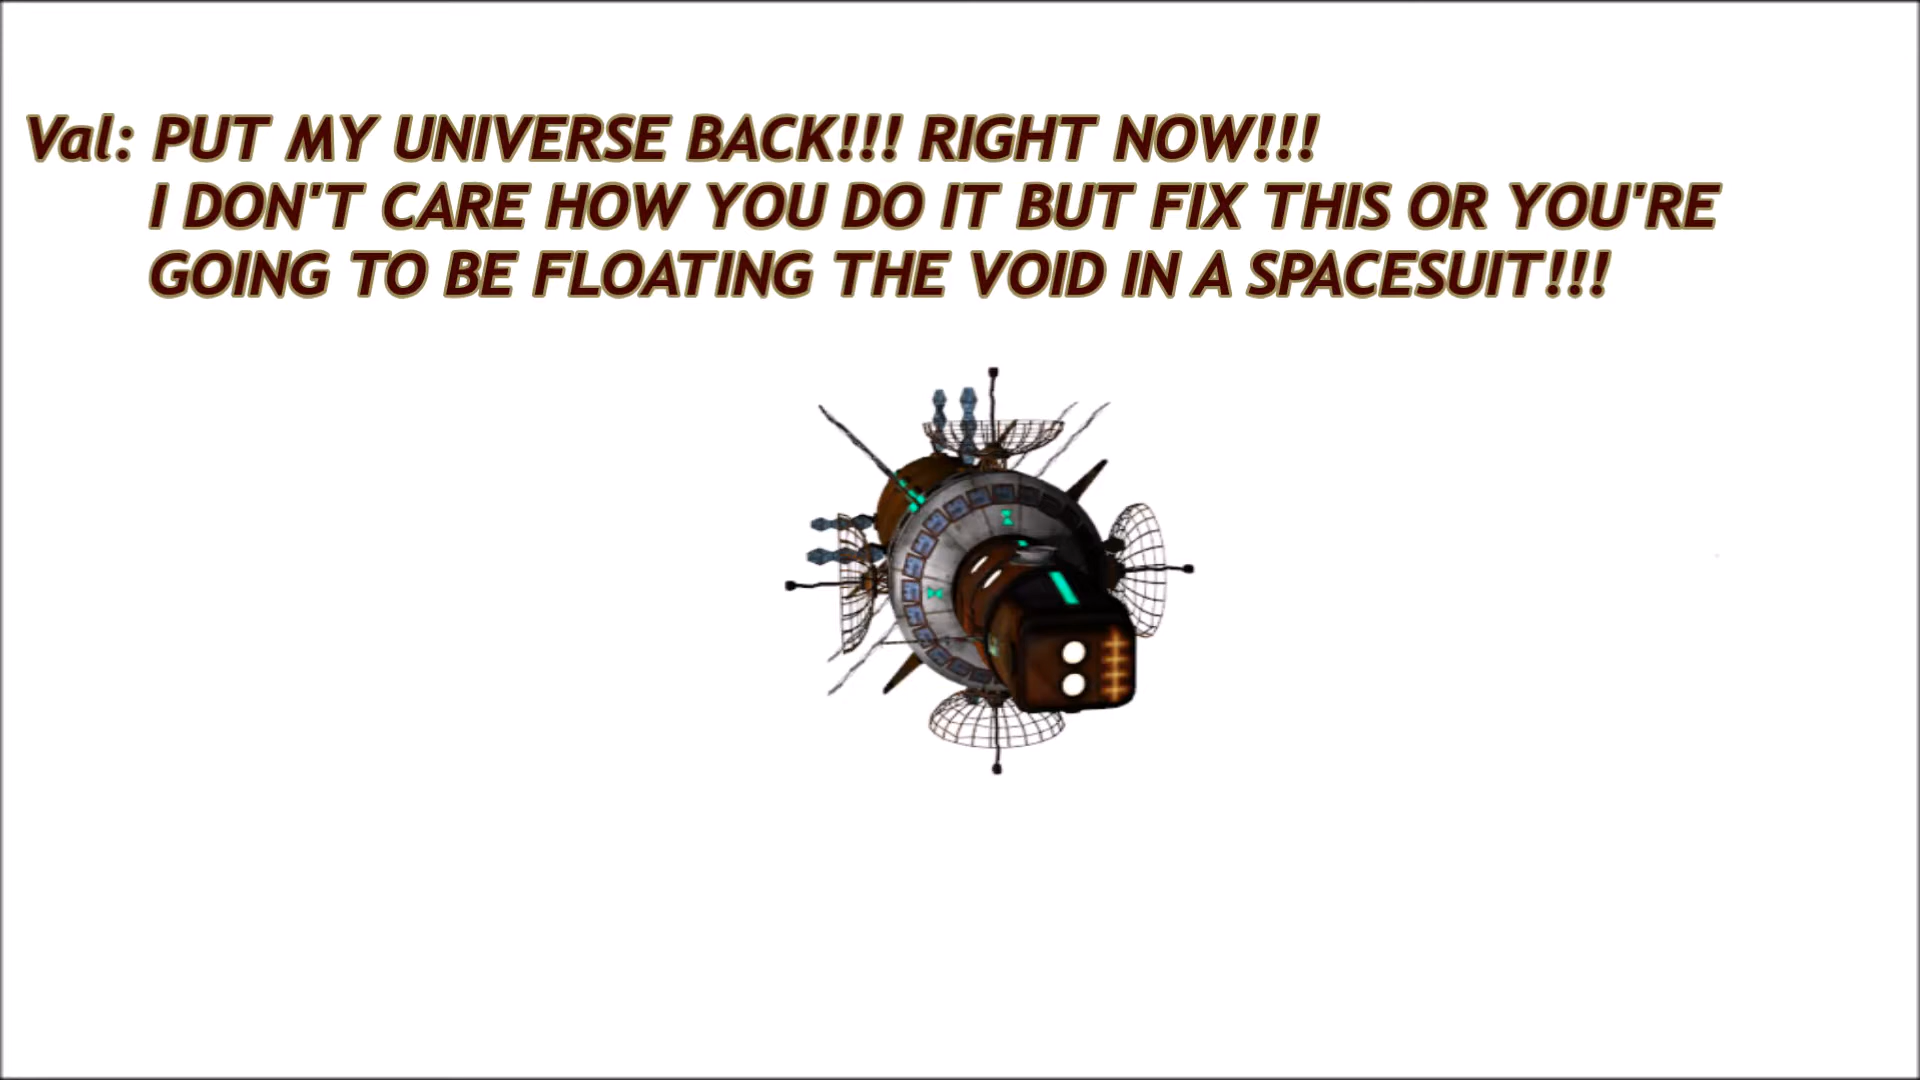 Val: PUT MY UNIVERSE BACK!!! RIGHT NOW!!!
I DON'T CARE HOW YOU DO IT BUT FIX THIS OR YOU'RE
GOING TO BE FLOATING THE VOID IN A SPACESUIT!!!